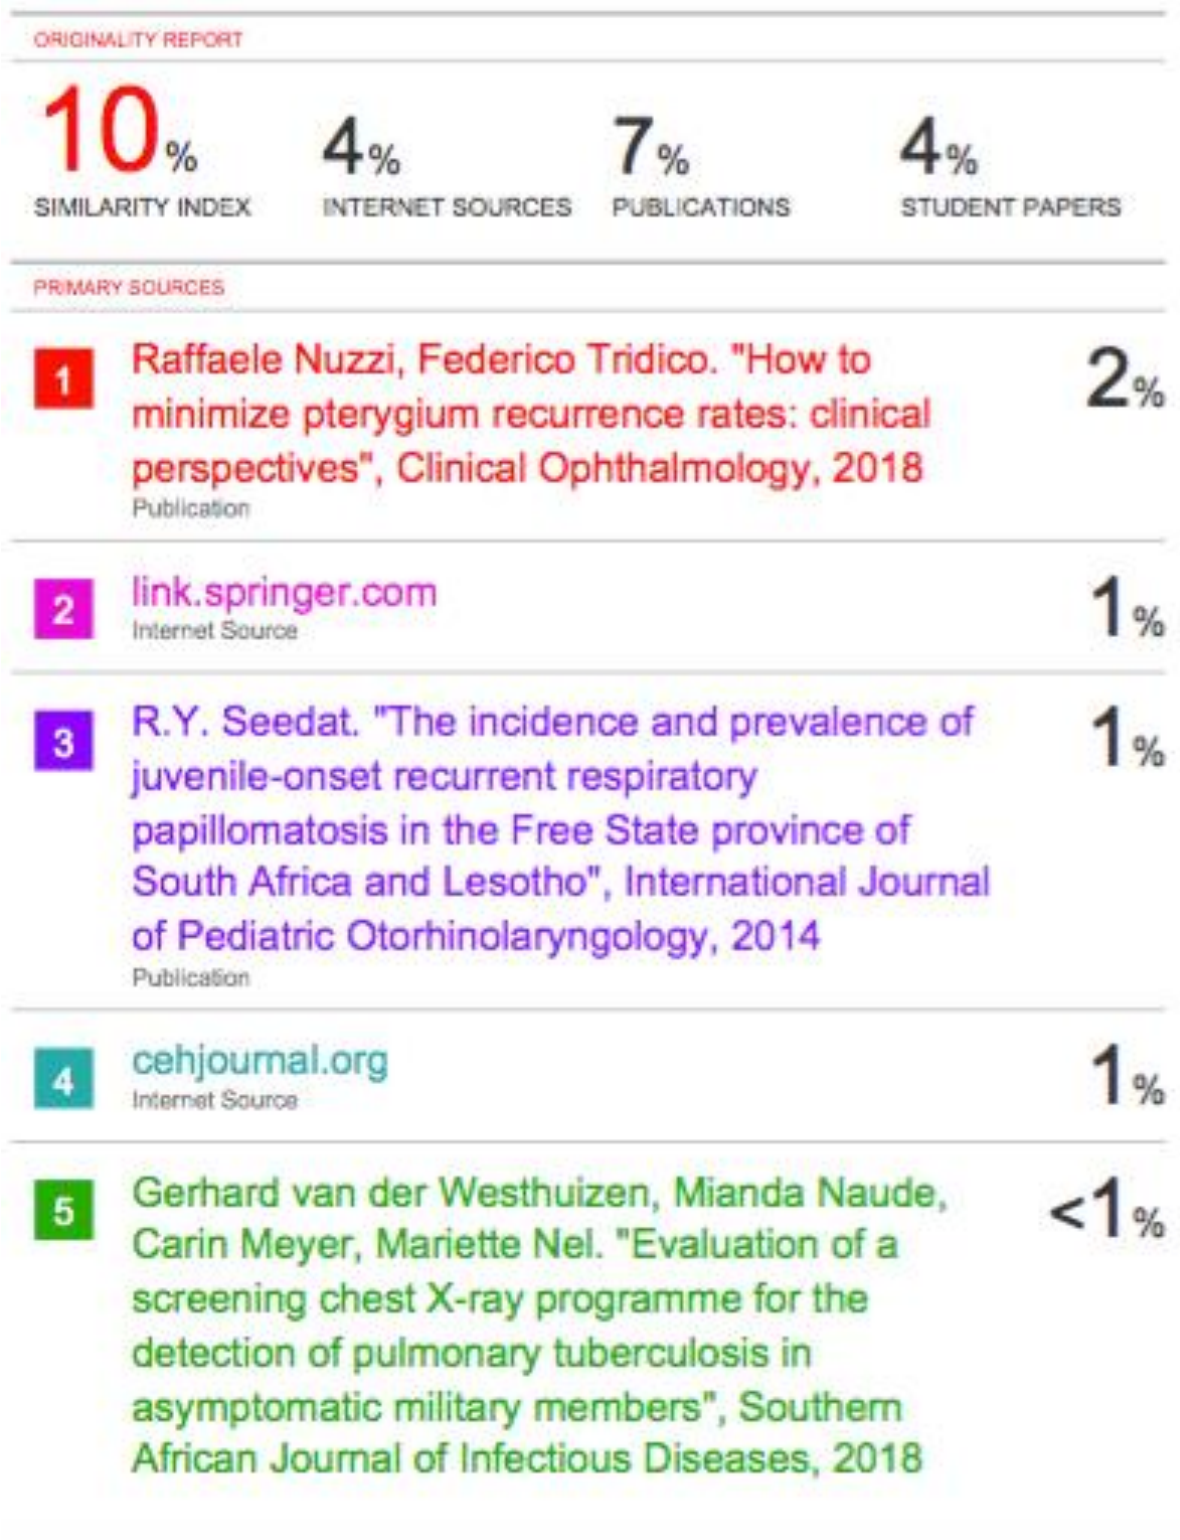 ORIGINALITY REPORT
10% 4% 7% 4%
SIMILARITY INDEX INTERNET SOURCES PUBLICATIONS STUDENT PAPERS
PRIMARY SOURCES
1 Raffaele Nuzzi, Federico Tridico. "How to 2%
minimize pterygium recurrence rates: clinical
perspectives", Clinical Ophthalmology, 2018
Publication
2 link.springer.com 1%
Internet Source
3 R.Y. Seedat. "The incidence and prevalence of 1%
juvenile-onset recurrent respiratory
papillomatosis in the Free State province of
South Africa and Lesotho", International Journal
of Pediatric Otorhinolaryngology, 2014
Publication
4 cehjournal.org 1%
Internet Source
5 Gerhard van der Westhuizen, Mianda Naude, <1%
Carin Meyer, Mariette Nel. "Evaluation of a
screening chest X-ray programme for the
detection of pulmonary tuberculosis in
asymptomatic military members", Southern
African Journal of Infectious Diseases, 2018